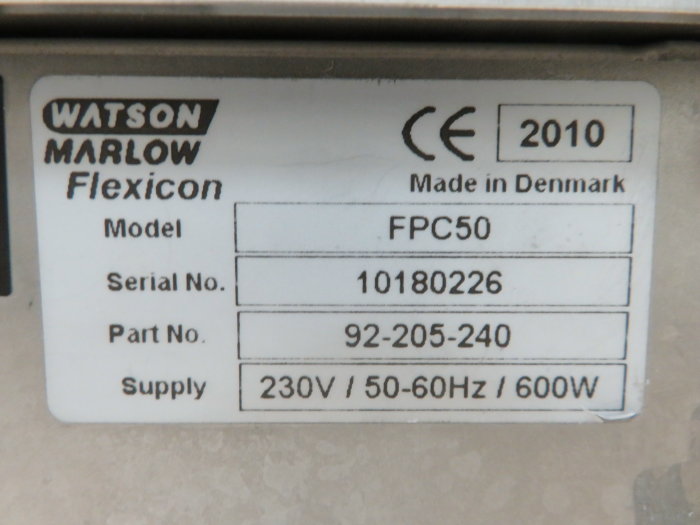 WATSON
MARLOW
Flexicon
CE 2010
Made in Denmark
Model FPC50
Serial No. 10180226
Part No. 92-205-240
Supply 230V / 50-60Hz / 600W